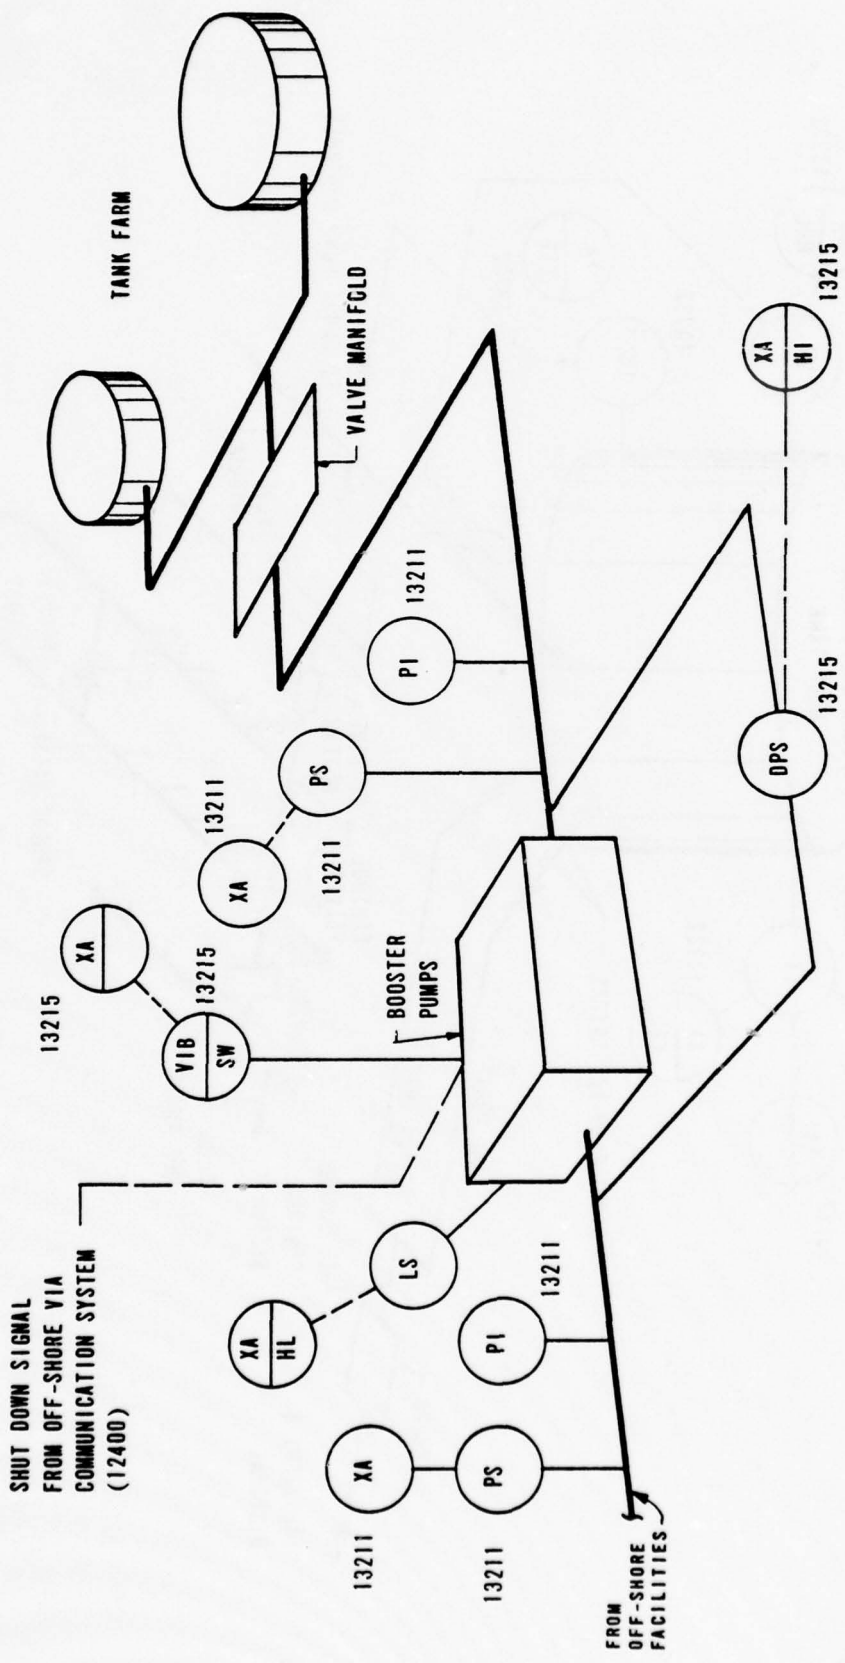 SHUT DOWN SIGNAL
FROM OFF-SHORE VIA
COMMUNICATION SYSTEM
(12400)
TANK FARM
VALVE MANIFOLD
13215
XA
VIB
SW
13215
XA
13211
PS
13211
PI
13211
BOOSTER
PUMPS
XA
HL
LS
XA
13211
PS
13211
PI
13211
FROM
OFF-SHORE
FACILITIES
DPS
13215
XA
HI
13215